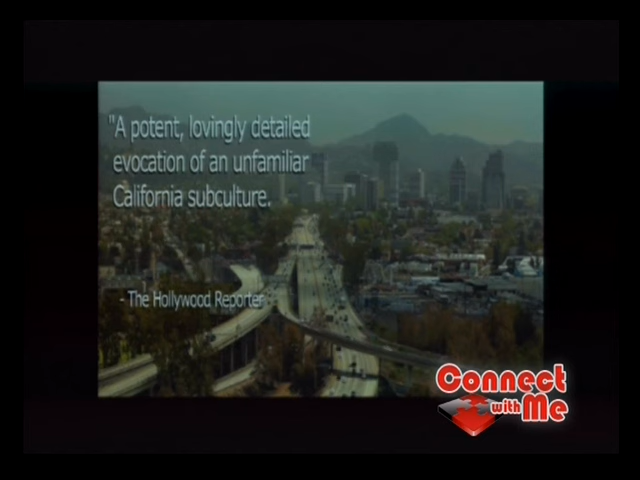 "A potent, lovingly detailed
evocation of an unfamiliar
California subculture.
- The Hollywood Reporter
Connect
with Me